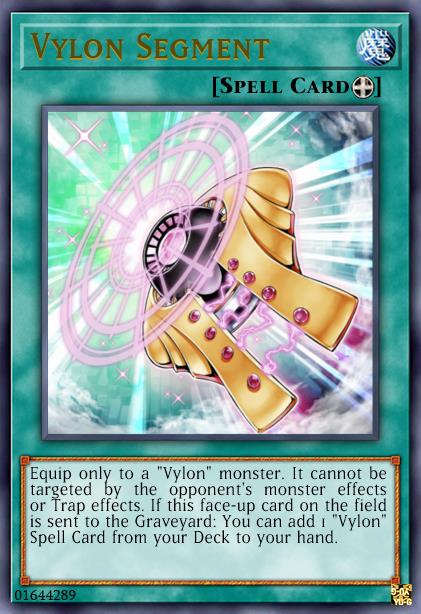 Vylon Segment
魔
[Spell Card]
Equip only to a "Vylon" monster. It cannot be
targeted by the opponent's monster effects
or Trap effects. If this face-up card on the field
is sent to the Graveyard: You can add 1 "Vylon"
Spell Card from your Deck to your hand.
01644289